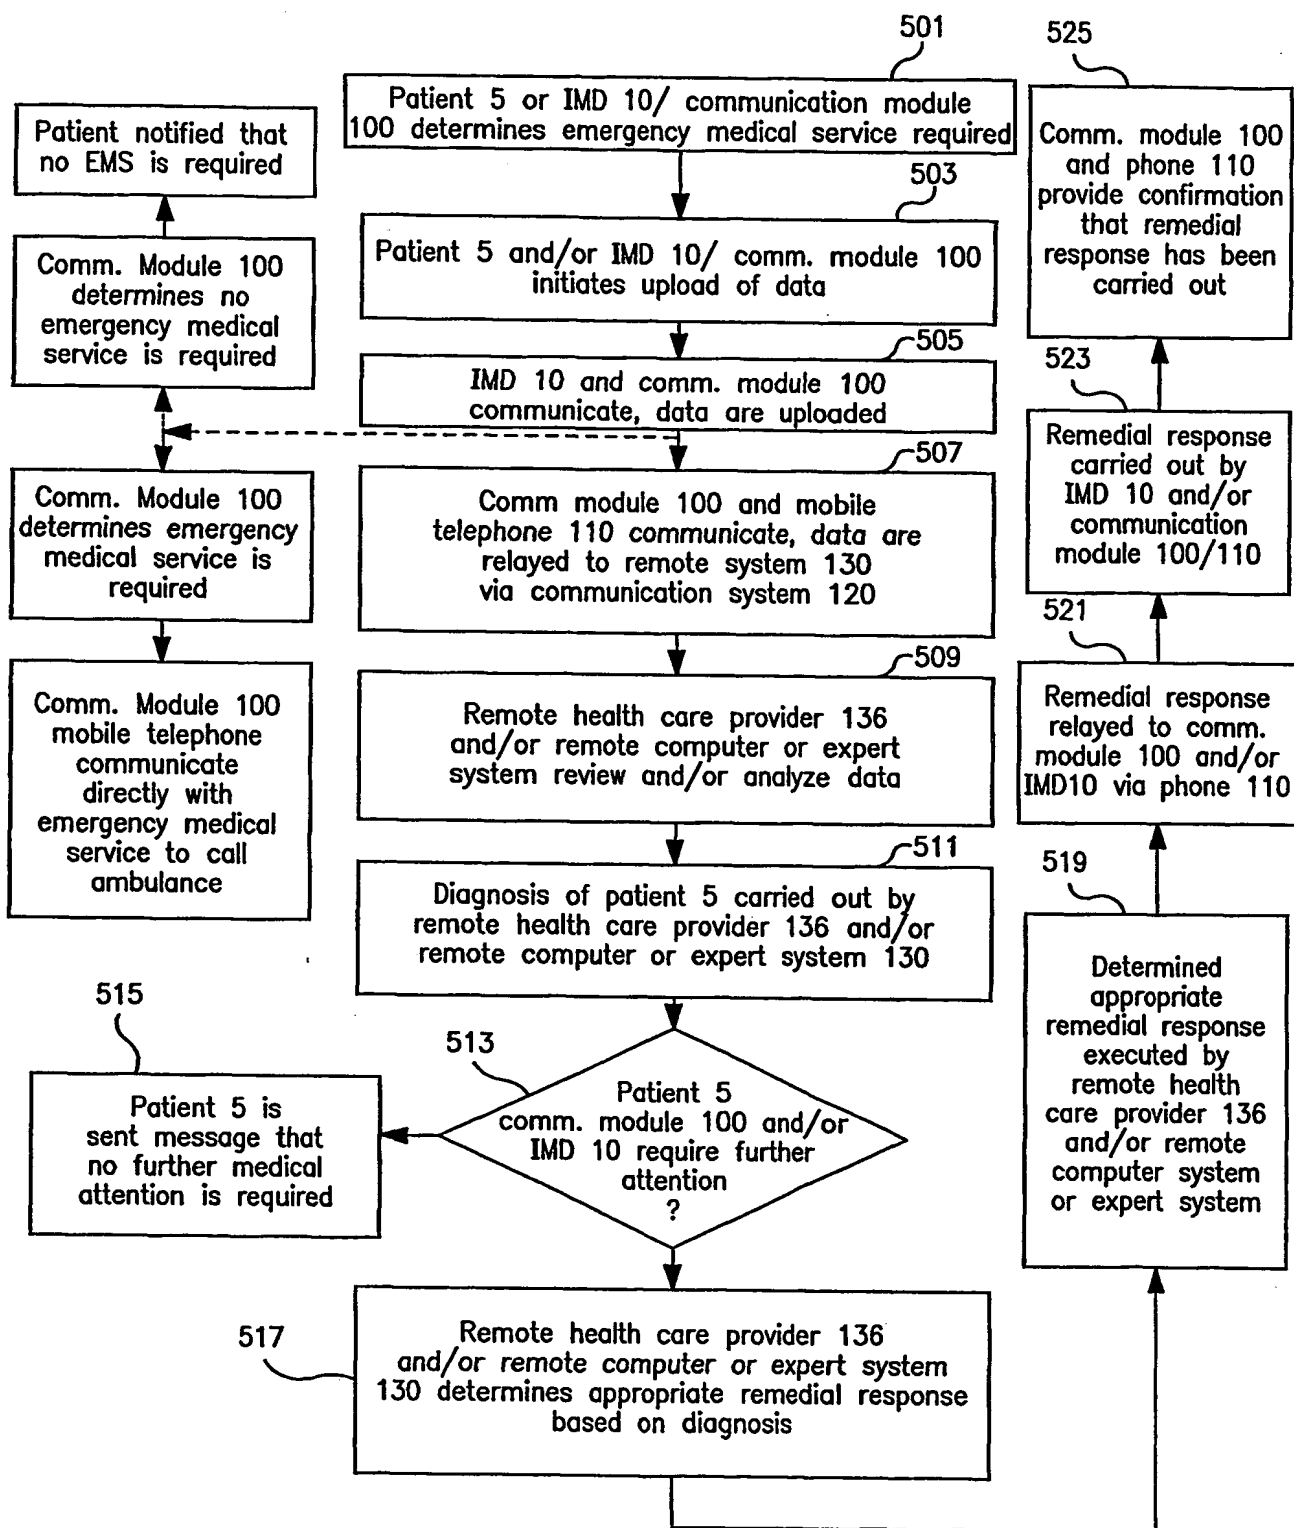 501
Patient 5 or IMD 10/ communication module
100 determines emergency medical service required
503
Patient 5 and/or IMD 10/ comm. module 100
initiates upload of data
505
IMD 10 and comm. module 100
communicate, data are uploaded
Patient notified that
no EMS is required
Comm. Module 100
determines no
emergency medical
service is required
Comm. Module 100
determines emergency
medical service is
required
Comm. Module 100
mobile telephone
communicate
directly with
emergency medical
service to call
ambulance
507
Comm module 100 and mobile
telephone 110 communicate, data are
relayed to remote system 130
via communication system 120
509
Remote health care provider 136
and/or remote computer or expert
system review and/or analyze data
511
Diagnosis of patient 5 carried out by
remote health care provider 136 and/or
remote computer or expert system 130
513
Patient 5
comm. module 100 and/or
IMD 10 require further
attention
?
515
Patient 5 is
sent message that
no further medical
attention is required
517
Remote health care provider 136
and/or remote computer or expert system
130 determines appropriate remedial response
based on diagnosis
519
Determined
appropriate
remedial response
executed by
remote health
care provider 136
and/or remote
computer system
or expert system
521
Remedial response
relayed to comm.
module 100 and/or
IMD10 via phone 110
523
Remedial response
carried out by
IMD 10 and/or
communication
module 100/110
525
Comm. module 100
and phone 110
provide confirmation
that remedial
response has been
carried out